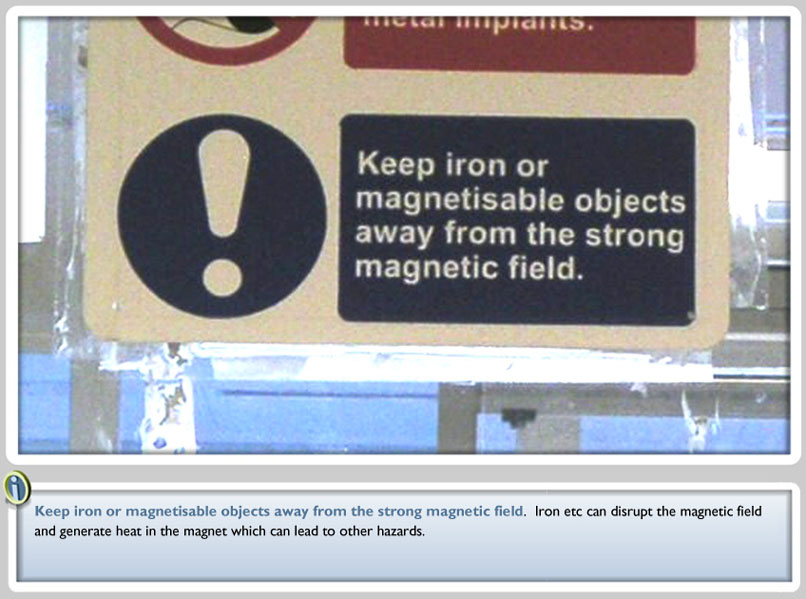 metal implants.
Keep iron or
magnetisable objects
away from the strong
magnetic field.
Keep iron or magnetisable objects away from the strong magnetic field. Iron etc can disrupt the magnetic field
and generate heat in the magnet which can lead to other hazards.